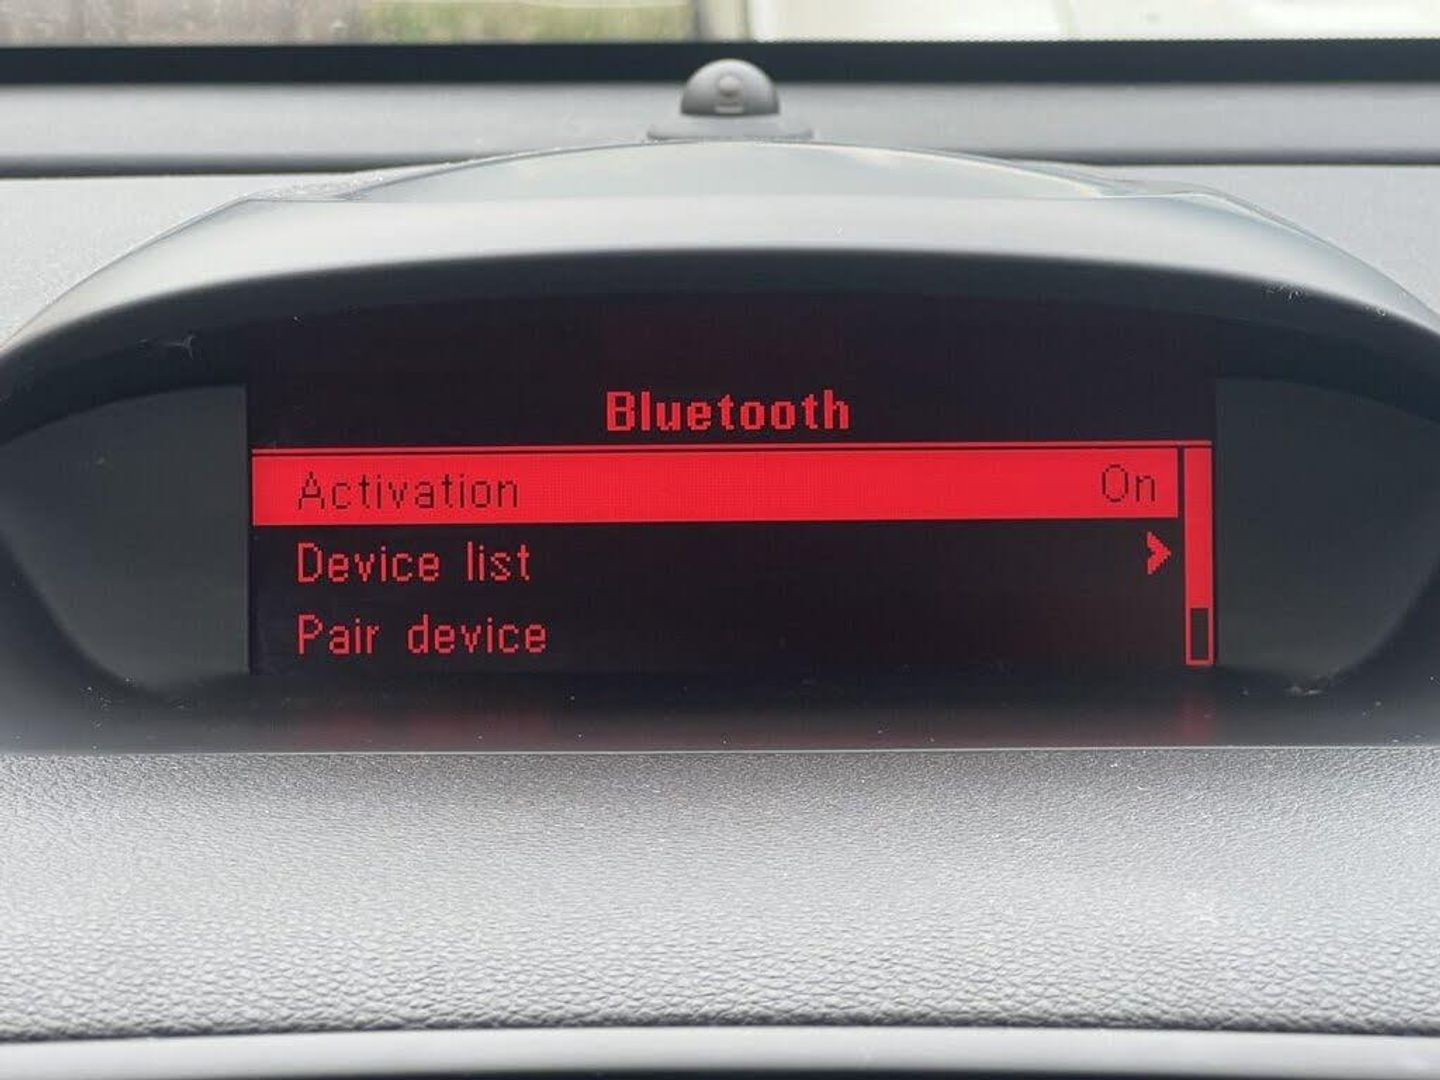 Bluetooth
Activation On
Device list
Pair device